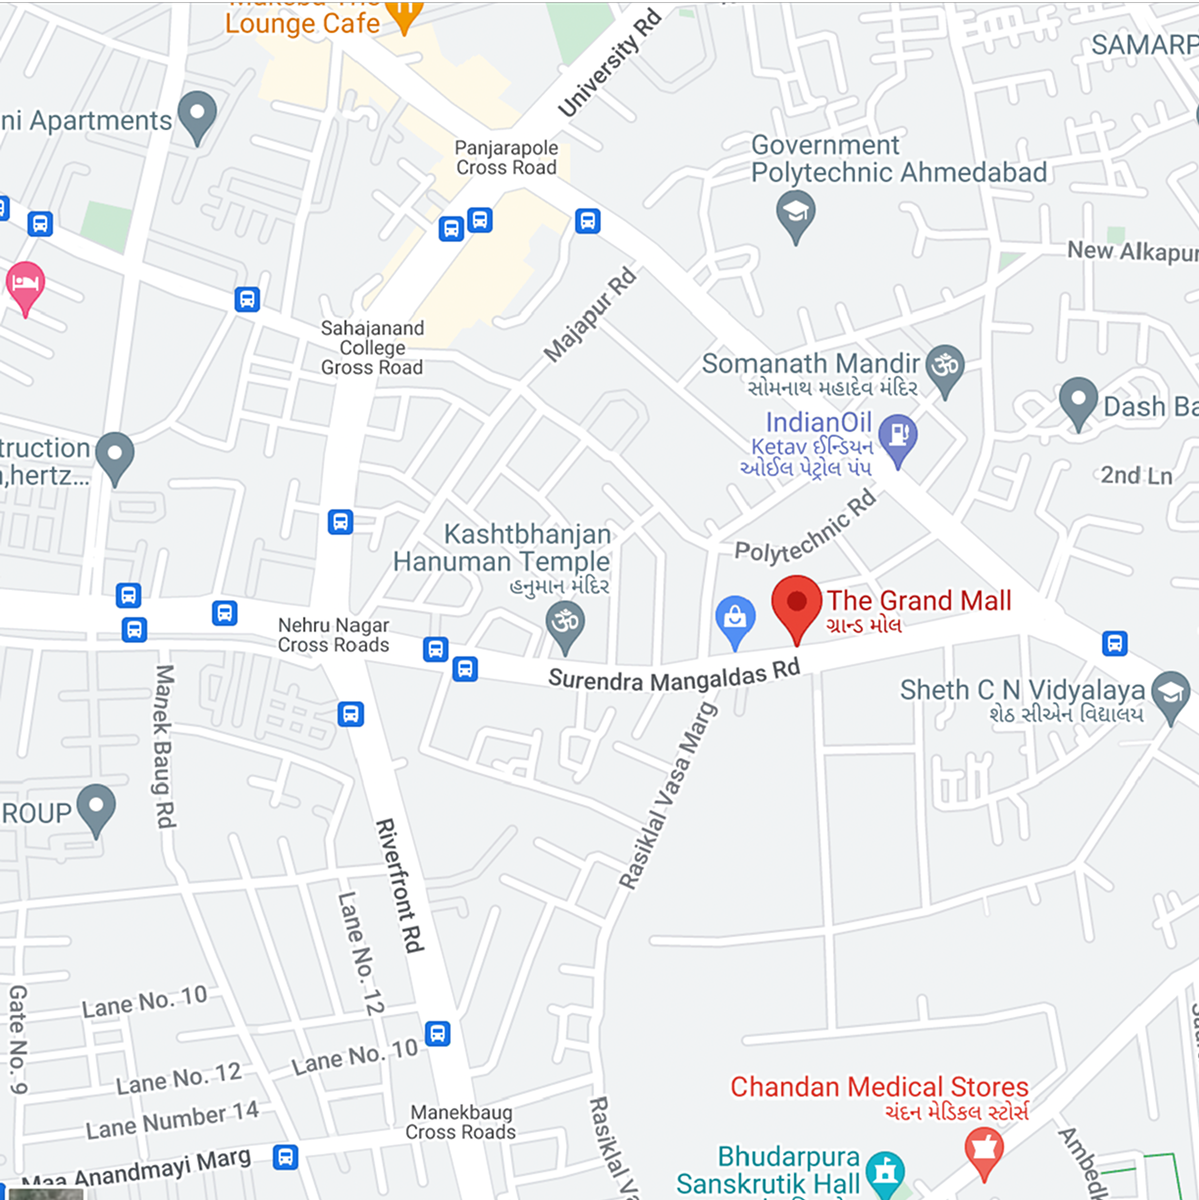 Lounge Cafe
University Rd
SAMARP
ni Apartments
Panjarapole
Cross Road
Government
Polytechnic Ahmedabad
New Alkapur
Majapur Rd
Sahajanand
College
Gross Road
Somanath Mandir
સોમનાથ મહાદેવ મંદિર
Dash Ba
IndianOil
Ketav ઈન્ડિયન
ઓઈલ પેટ્રોલ પંપ
truction
,hertz...
2nd Ln
Polytechnic Rd
Kashtbhanjan
Hanuman Temple
હનુમાન મંદિર
The Grand Mall
ગ્રાન્ડ મોલ
Nehru Nagar
Cross Roads
Surendra Mangaldas Rd
Sheth C N Vidyalaya
શેઠ સીએન વિદ્યાલય
Manek Baug Rd
Rasiklal Vasa Marg
ROUP
Riverfront Rd
Lane No. 12
Lane No. 10
Gate No. 9
Lane No. 10
Lane No. 12
Lane Number 14
Chandan Medical Stores
ચંદન મેડિકલ સ્ટોર્સ
Manekbaug
Cross Roads
Rasiklal Va
Ambedk
Maa Anandmayi Marg
Bhudarpura
Sanskrutik Hall